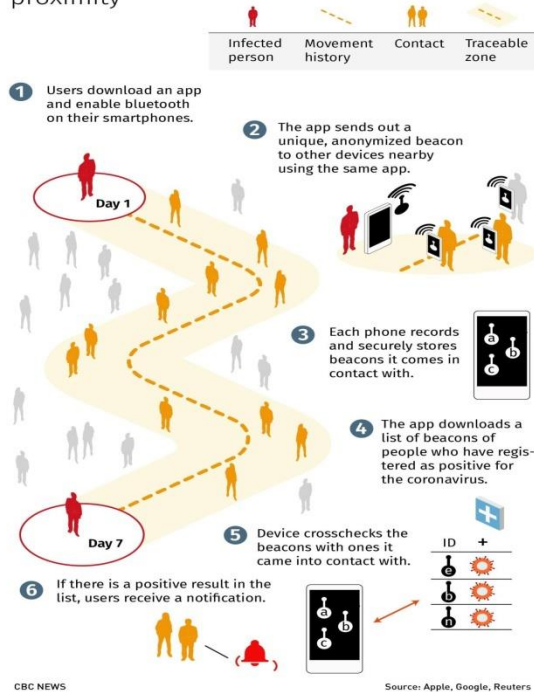 proximity
Infected
person
Movement
history
Contact
Traceable
zone
1 Users download an app
and enable bluetooth
on their smartphones.
2 The app sends out a
unique, anonymized beacon
to other devices nearby
using the same app.
Day 1
3 Each phone records
and securely stores
beacons it comes in
contact with.
a
b
c
4 The app downloads a
list of beacons of
people who have regis-
tered as positive for
the coronavirus.
Day 7
5 Device crosschecks the
beacons with ones it
came into contact with.
ID +
e
b
n
6 If there is a positive result in the
list, users receive a notification.
a
b
c
CBC NEWS
Source: Apple, Google, Reuters